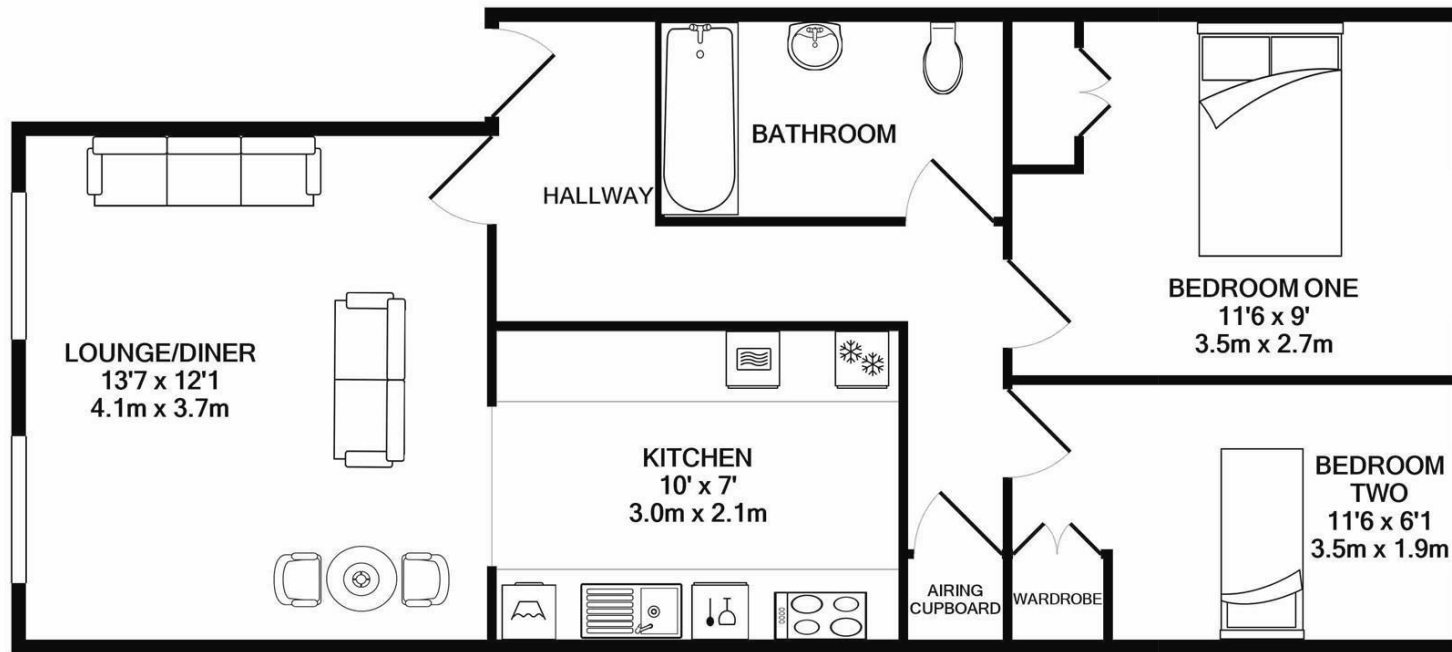 BATHROOM
HALLWAY
BEDROOM ONE
11'6 x 9'
3.5m x 2.7m
LOUNGE/DINER
13'7 x 12'1
4.1m x 3.7m
KITCHEN
10' x 7'
3.0m x 2.1m
BEDROOM
TWO
11'6 x 6'1
3.5m x 1.9m
AIRING
CUPBOARD
WARDROBE